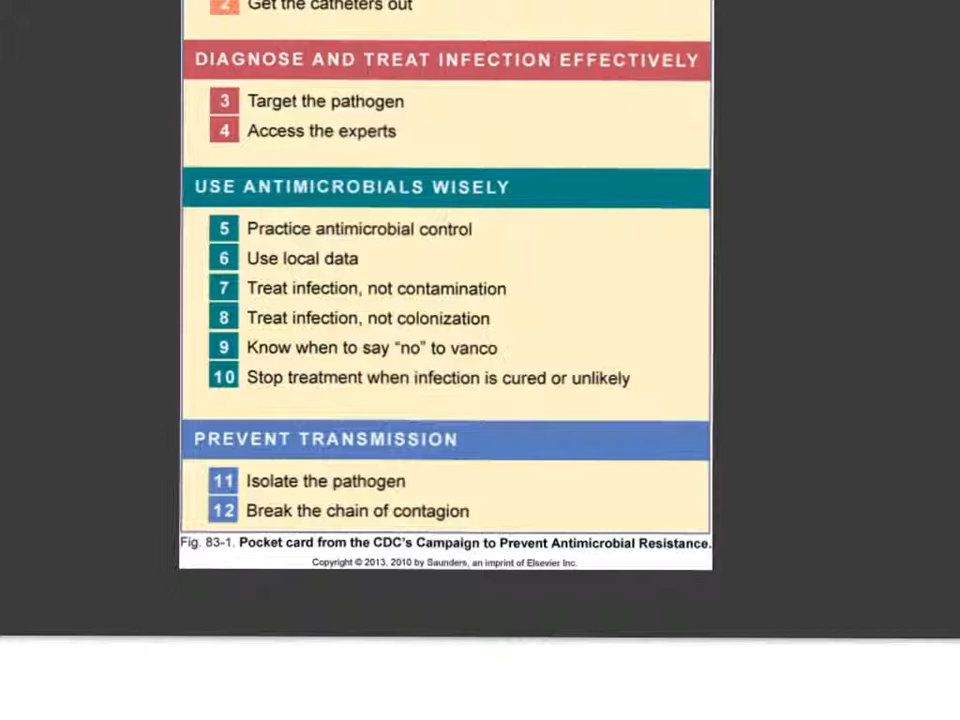 2 Get the catheters out
DIAGNOSE AND TREAT INFECTION EFFECTIVELY
3 Target the pathogen
4 Access the experts
USE ANTIMICROBIALS WISELY
5 Practice antimicrobial control
6 Use local data
7 Treat infection, not contamination
8 Treat infection, not colonization
9 Know when to say “no” to vanco
10 Stop treatment when infection is cured or unlikely
PREVENT TRANSMISSION
11 Isolate the pathogen
12 Break the chain of contagion
Fig. 83-1. Pocket card from the CDC's Campaign to Prevent Antimicrobial Resistance.
Copyright © 2013, 2010 by Saunders, an imprint of Elsevier Inc.